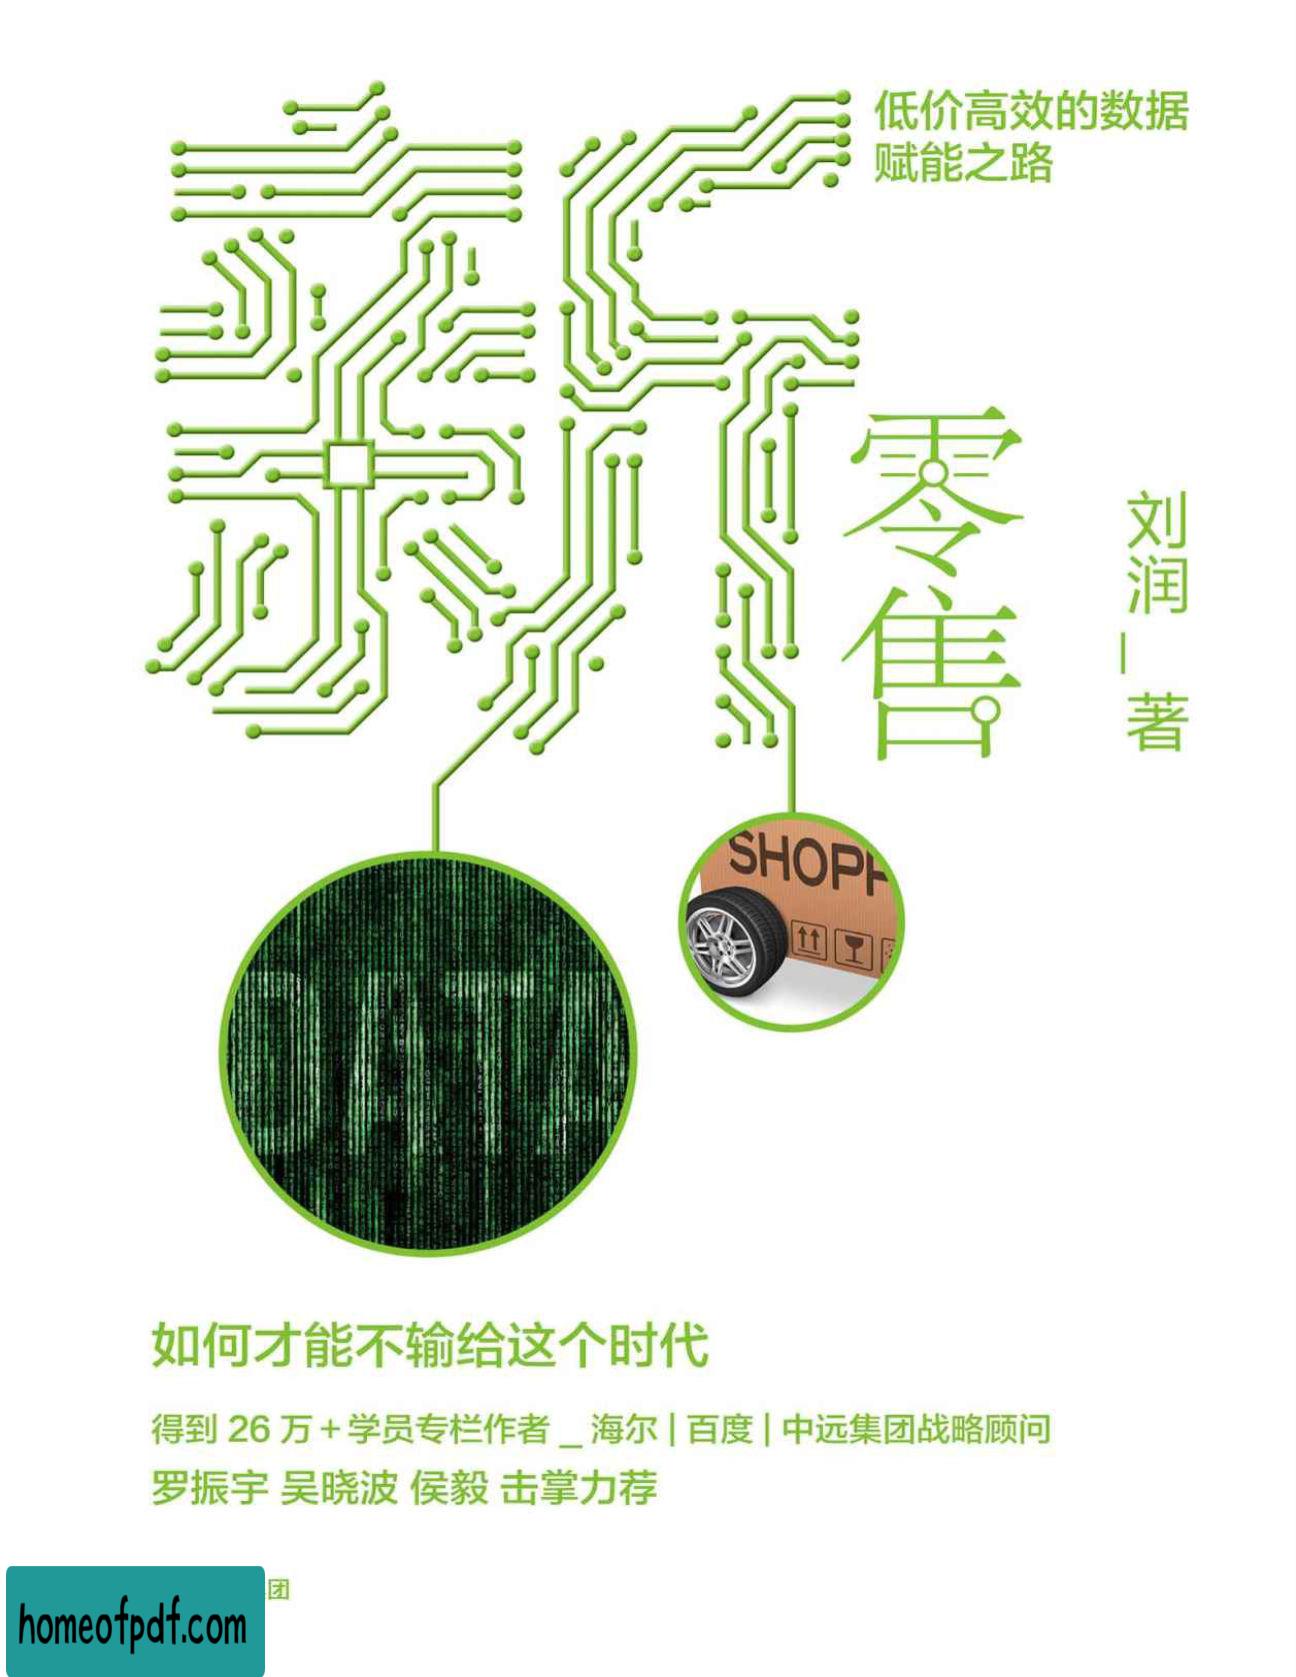 新零售
低价高效的数据
赋能之路
刘润_著
SHOPP
DATA
如何才能不输给这个时代
得到 26 万+学员专栏作者 _ 海尔|百度|中远集团战略顾问
罗振宇 吴晓波 侯毅 击掌力荐
团
homeofpdf.com